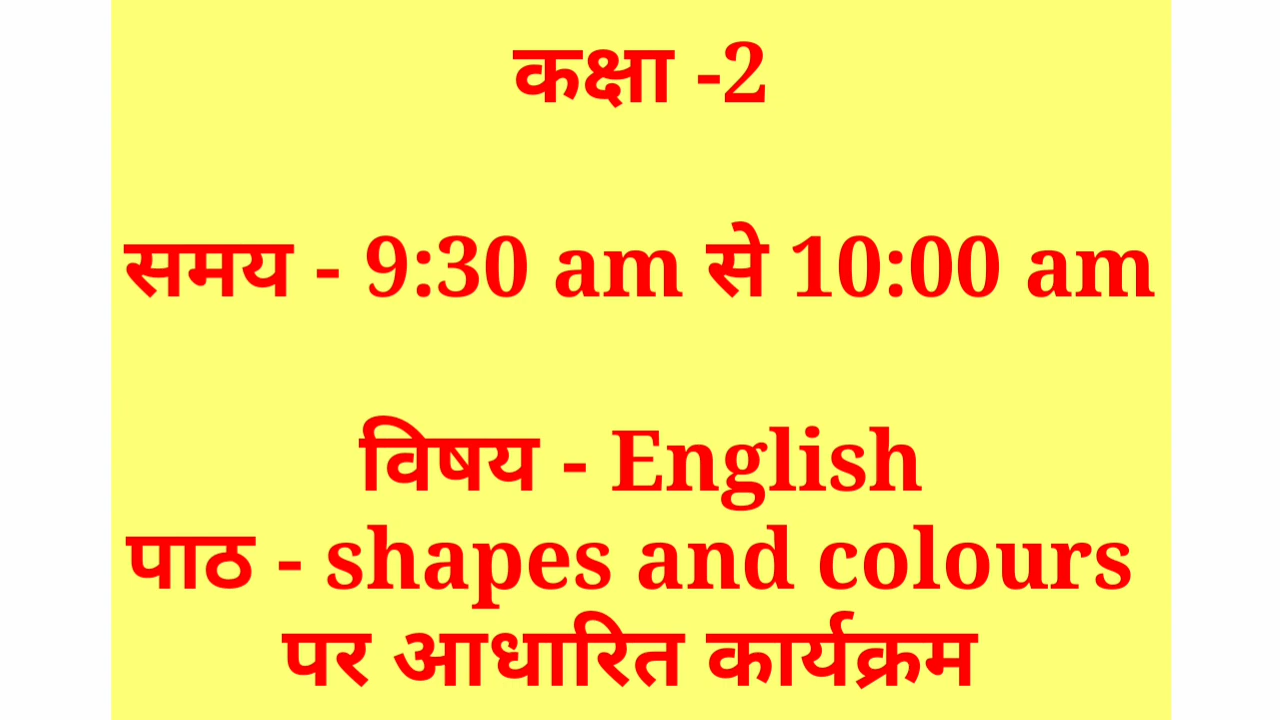 कक्षा -2
समय - 9:30 am से 10:00 am
विषय - English
पाठ - shapes and colours
पर आधारित कार्यक्रम